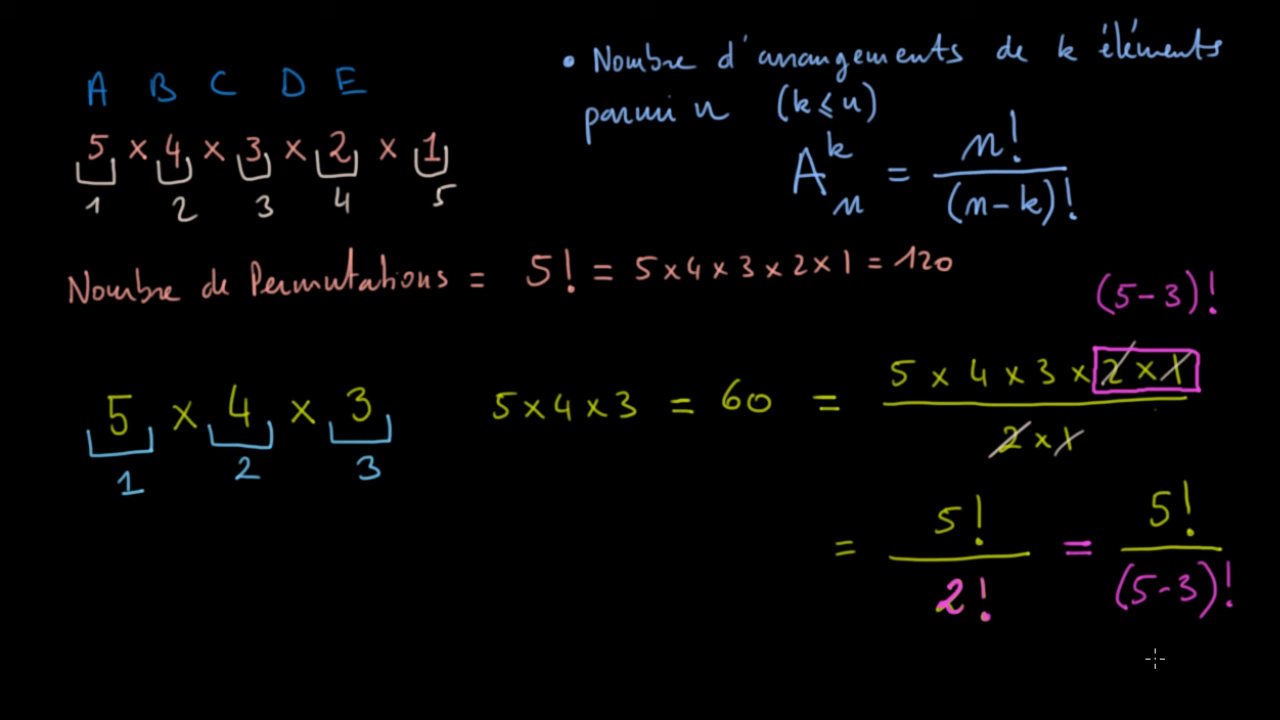 A B C D E
5 × 4 × 3 × 2 × 1
1 2 3 4 5
• Nombre d'arrangements de k éléments
parmi n (k ⩽ n)
A_n^k = n! / (n-k)!
Nombre de Permutations = 5! = 5×4×3×2×1 = 120
5 × 4 × 3
1 2 3
(5-3)!
5×4×3 = 60 = 5 × 4 × 3 × 2 × 1 / 2 × 1
= 5! / 2! = 5! / (5-3)!